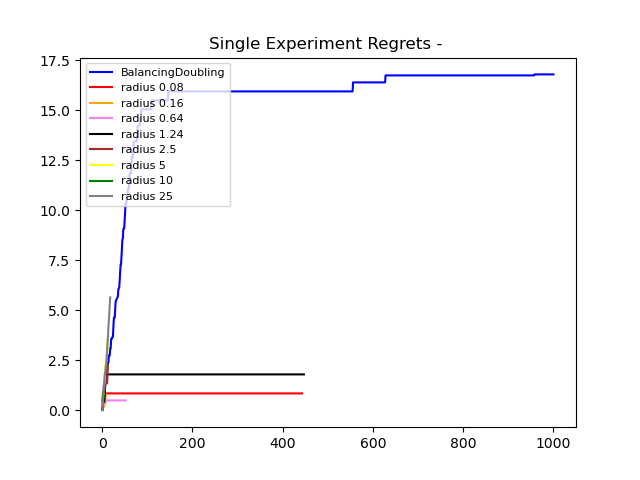 Single Experiment Regrets -
17.5
15.0
12.5
10.0
7.5
5.0
2.5
0.0
BalancingDoubling
radius 0.08
radius 0.16
radius 0.64
radius 1.24
radius 2.5
radius 5
radius 10
radius 25
0 200 400 600 800 1000